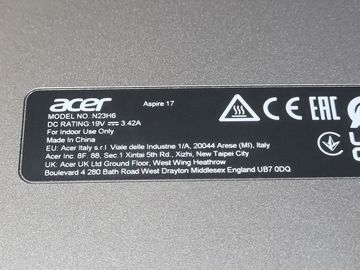 acer Aspire 17
MODEL NO:N23H6
DC RATING:19V 3.42A
For Indoor Use Only
Made In China
EU: Acer Italy s.r.l Viale delle Industne 1/A, 20044 Arese (MI), Italy
Acer Inc. 8F 88, Sec.1 Xintai 5th Rd., Xizhi, New Taipei City
UK: Acer UK Ltd Ground Floor, West Wing Heathrow
Boulevard 4 280 Bath Road West Drayton Middlesex England UB7 0DQ
CE EAC
UK